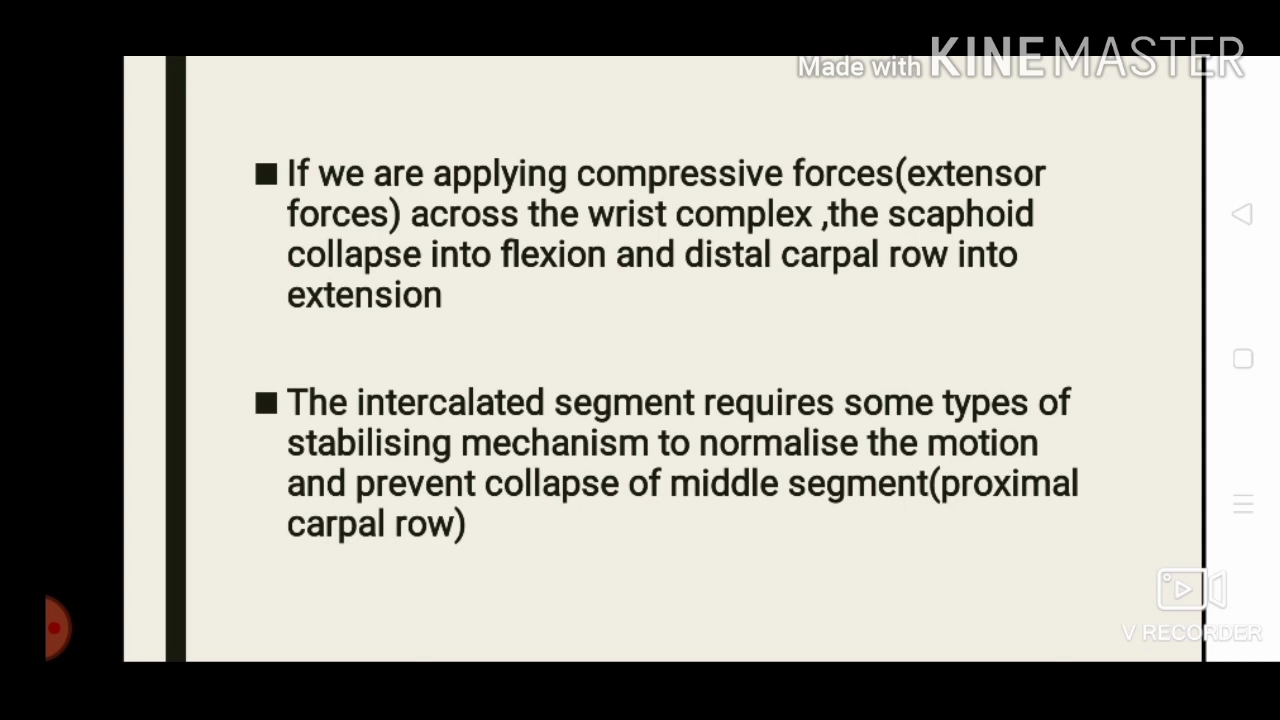 Made with KINEMASTER
■ If we are applying compressive forces(extensor
forces) across the wrist complex ,the scaphoid
collapse into flexion and distal carpal row into
extension
■ The intercalated segment requires some types of
stabilising mechanism to normalise the motion
and prevent collapse of middle segment(proximal
carpal row)
V RECORDER